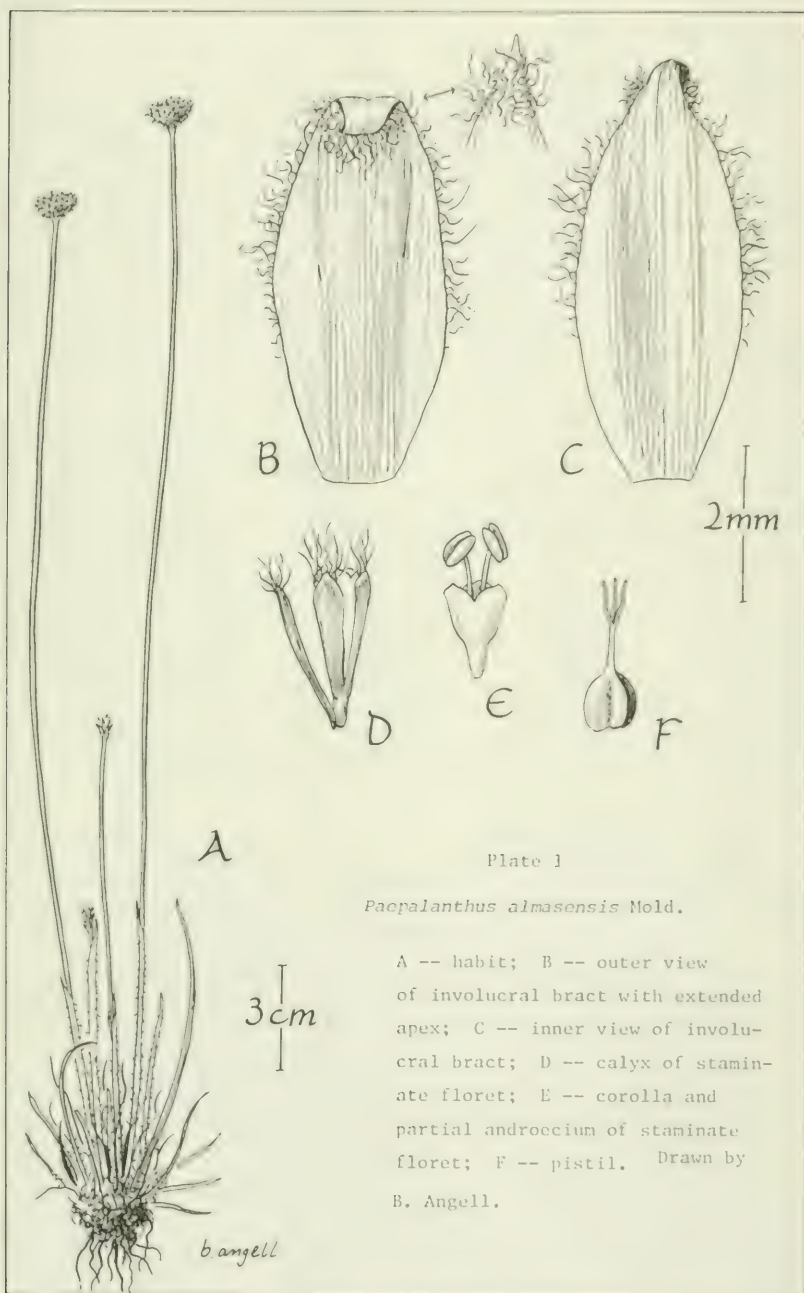 B
C
2mm
D
E
F
A
3cm
b. angell
Plate 1
Paepalanthus almasensis Mold.
A -- habit; B -- outer view
of involucral bract with extended
apex; C -- inner view of involu-
cral bract; D -- calyx of stamin-
ate floret; E -- corolla and
partial androecium of staminate
floret; F -- pistil. Drawn by
B. Angell.